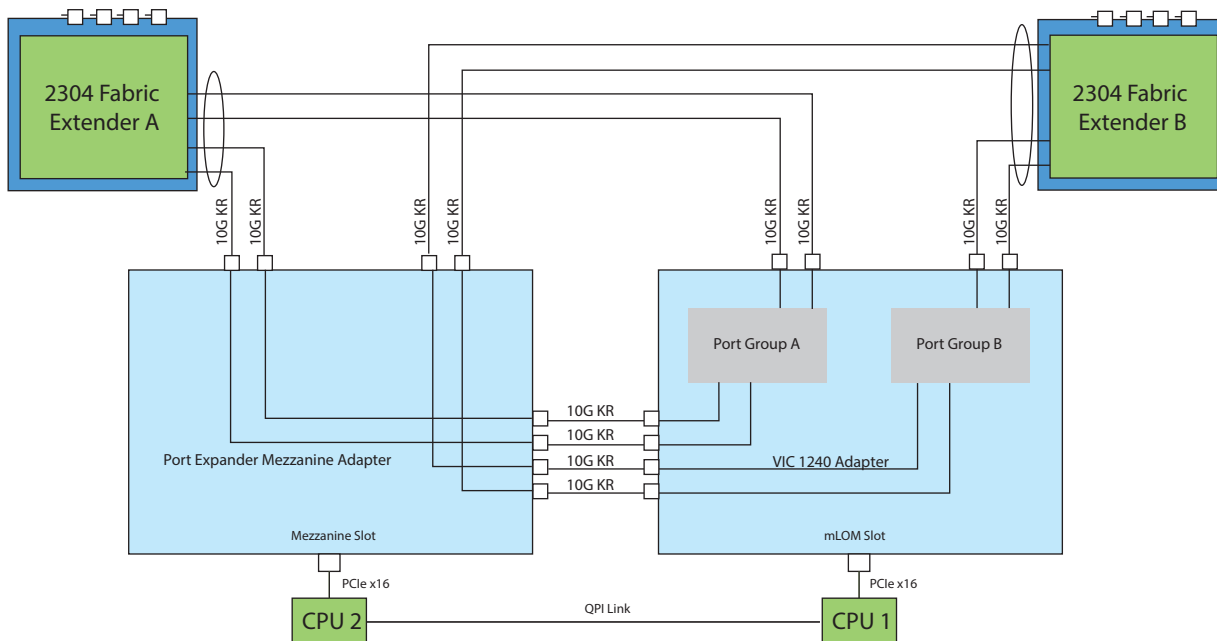 2304 Fabric
Extender A
2304 Fabric
Extender B
10G KR
10G KR
10G KR
10G KR
10G KR
10G KR
10G KR
10G KR
Port Group A
Port Group B
10G KR
10G KR
10G KR
10G KR
Port Expander Mezzanine Adapter
VIC 1240 Adapter
Mezzanine Slot
mLOM Slot
PCIe x16
PCIe x16
QPI Link
CPU 2
CPU 1